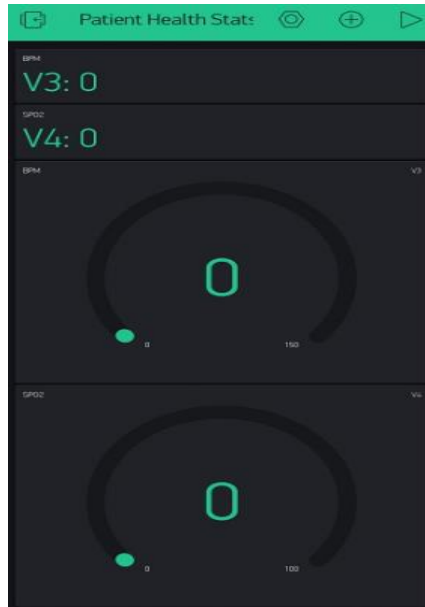 Patient Health Stats
BPM
V3: 0
SPO2
V4: 0
BPM
V3
0
0
150
SPO2
V4
0
0
100